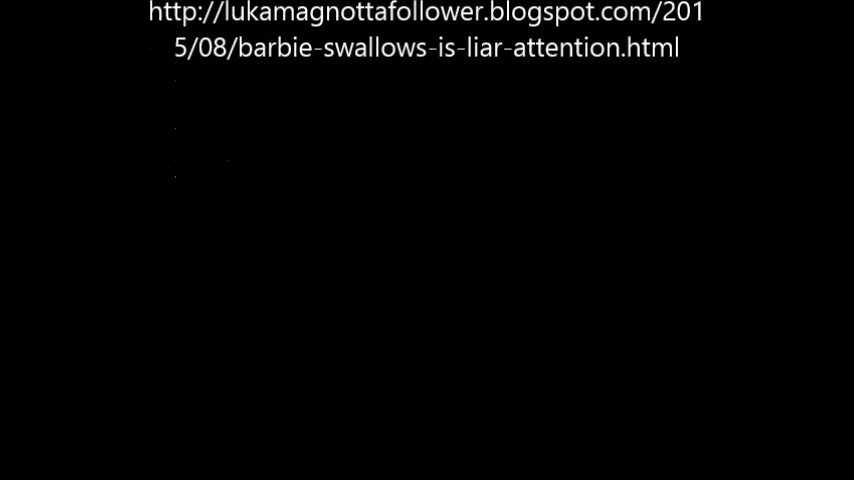 http://lukamagnottafollower.blogspot.com/201
5/08/barbie-swallows-is-liar-attention.html